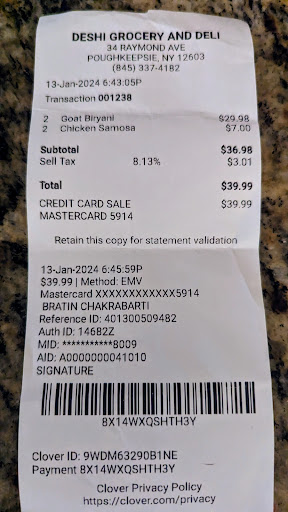 DESHI GROCERY AND DELI
34 RAYMOND AVE
POUGHKEEPSIE, NY 12603
(845) 337-4182
13-Jan-2024 6:43:05P
Transaction 001238
2 Goat Biryani $29.98
2 Chicken Samosa $7.00
Subtotal $36.98
Sell Tax 8.13% $3.01
Total $39.99
CREDIT CARD SALE $39.99
MASTERCARD 5914
Retain this copy for statement validation
13-Jan-2024 6:45:59P
$39.99 | Method: EMV
Mastercard XXXXXXXXXXXX5914
BRATIN CHAKRABARTI
Reference ID: 401300509482
Auth ID: 14682Z
MID: ***********8009
AID: A0000000041010
SIGNATURE
8X14WXQSHTH3Y
Clover ID: 9WDM63290B1NE
Payment 8X14WXQSHTH3Y
Clover Privacy Policy
https://clover.com/privacy